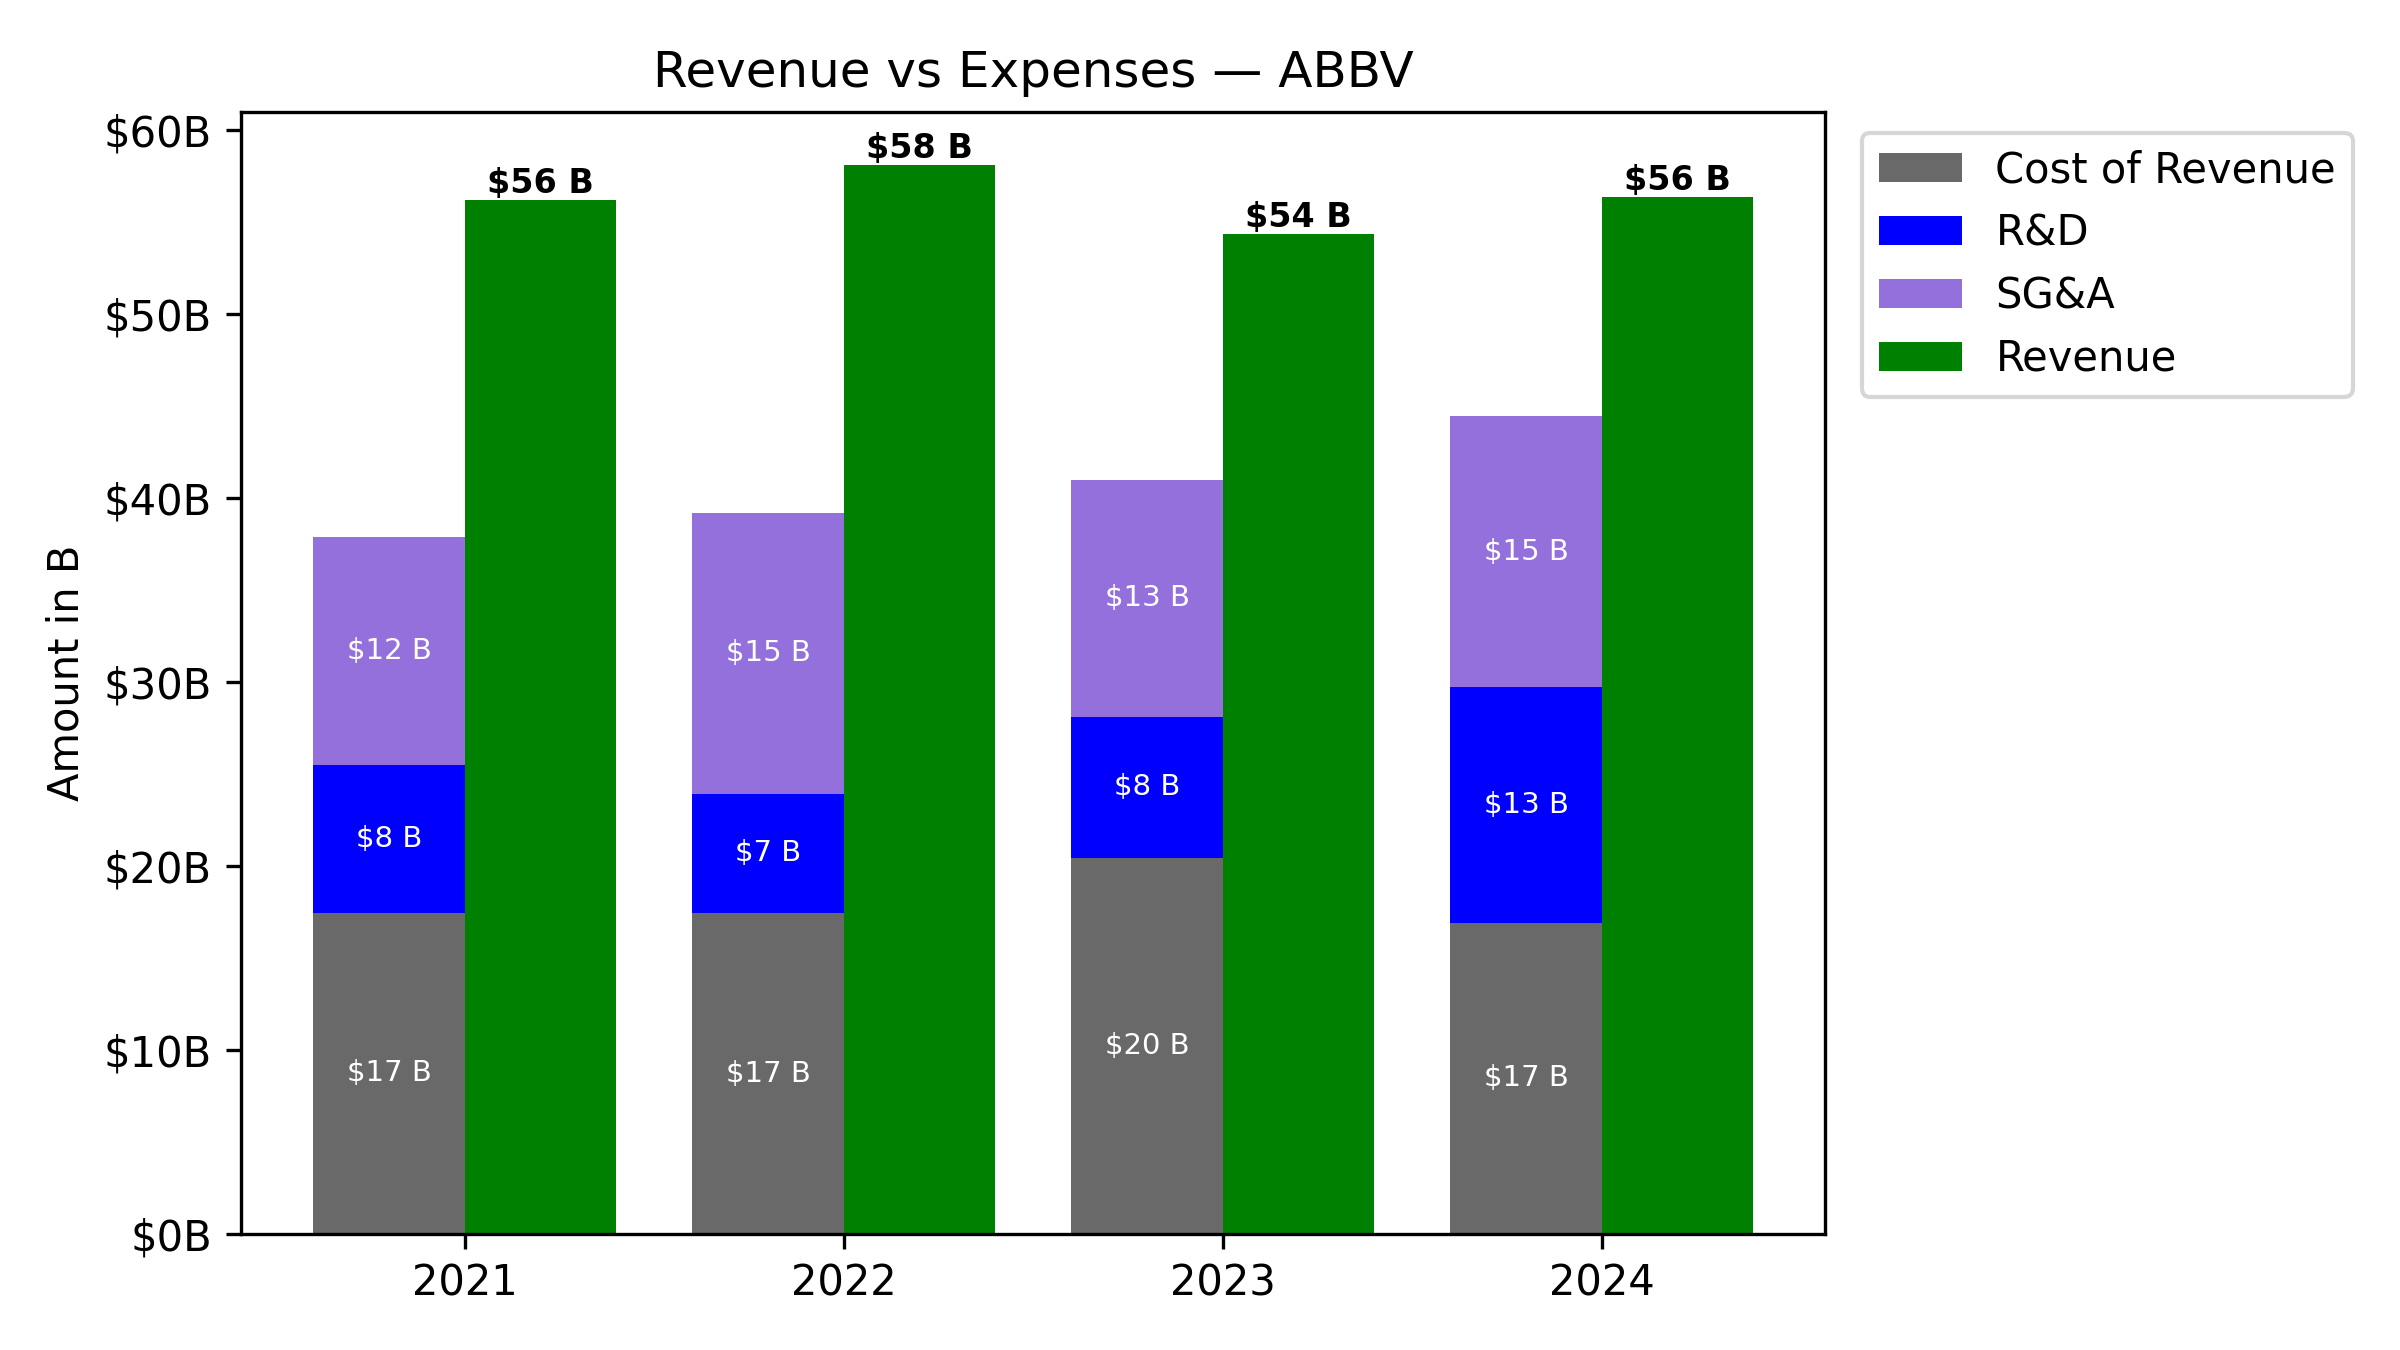 Revenue vs Expenses — ABBV
Amount in B
$60B
$50B
$40B
$30B
$20B
$10B
$0B
$56 B
$58 B
$54 B
$56 B
$12 B
$15 B
$13 B
$15 B
$8 B
$7 B
$8 B
$13 B
$17 B
$17 B
$20 B
$17 B
2021
2022
2023
2024
Cost of Revenue
R&D
SG&A
Revenue